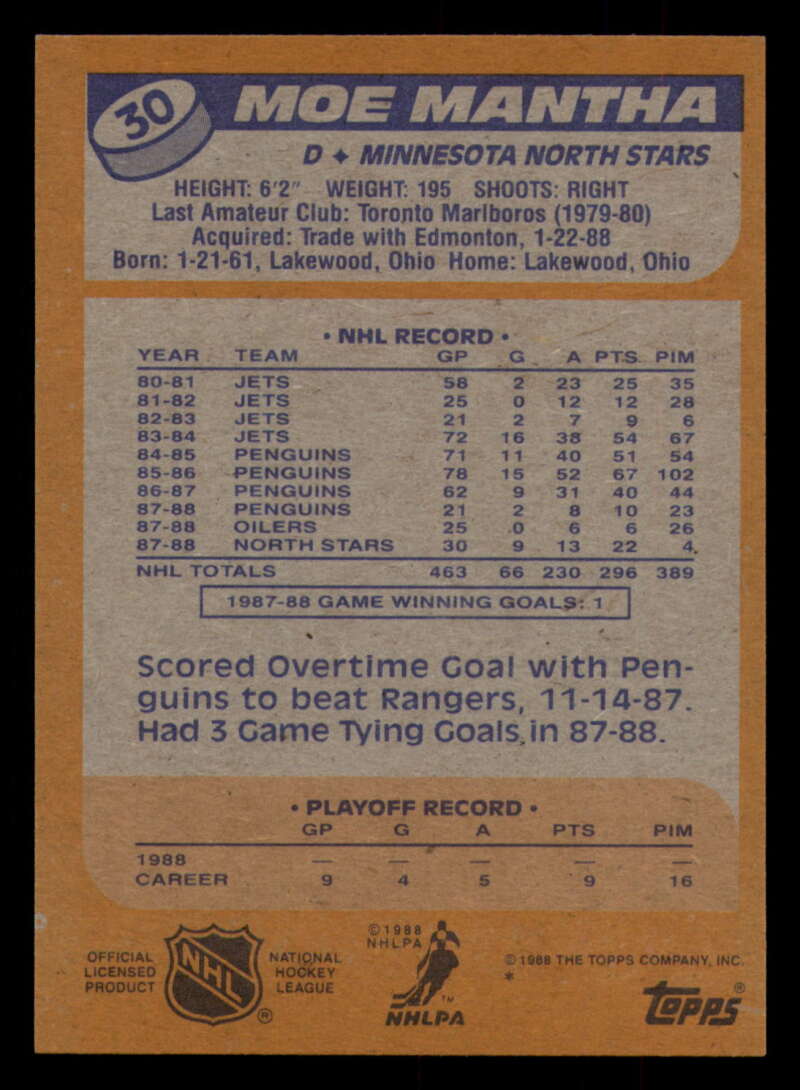 30 MOE MANTHA
D ✦ MINNESOTA NORTH STARS
HEIGHT: 6'2" WEIGHT: 195 SHOOTS: RIGHT
Last Amateur Club: Toronto Marlboros (1979-80)
Acquired: Trade with Edmonton, 1-22-88
Born: 1-21-61, Lakewood, Ohio Home: Lakewood, Ohio
• NHL RECORD •
YEAR TEAM GP G A PTS. PIM
80-81 JETS 58 2 23 25 35
81-82 JETS 25 0 12 12 28
82-83 JETS 21 2 7 9 6
83-84 JETS 72 16 38 54 67
84-85 PENGUINS 71 11 40 51 54
85-86 PENGUINS 78 15 52 67 102
86-87 PENGUINS 62 9 31 40 44
87-88 PENGUINS 21 2 8 10 23
87-88 OILERS 25 0 6 6 26
87-88 NORTH STARS 30 9 13 22 4
NHL TOTALS 463 66 230 296 389
1987-88 GAME WINNING GOALS: 1
Scored Overtime Goal with Pen-
guins to beat Rangers, 11-14-87.
Had 3 Game Tying Goals in 87-88.
• PLAYOFF RECORD •
GP G A PTS PIM
1988 — — — — —
CAREER 9 4 5 9 16
OFFICIAL
LICENSED
PRODUCT
NHL
®
NATIONAL
HOCKEY
LEAGUE
©1988
NHLPA
™
NHLPA
©1988 THE TOPPS COMPANY, INC.
*
TOPPS®